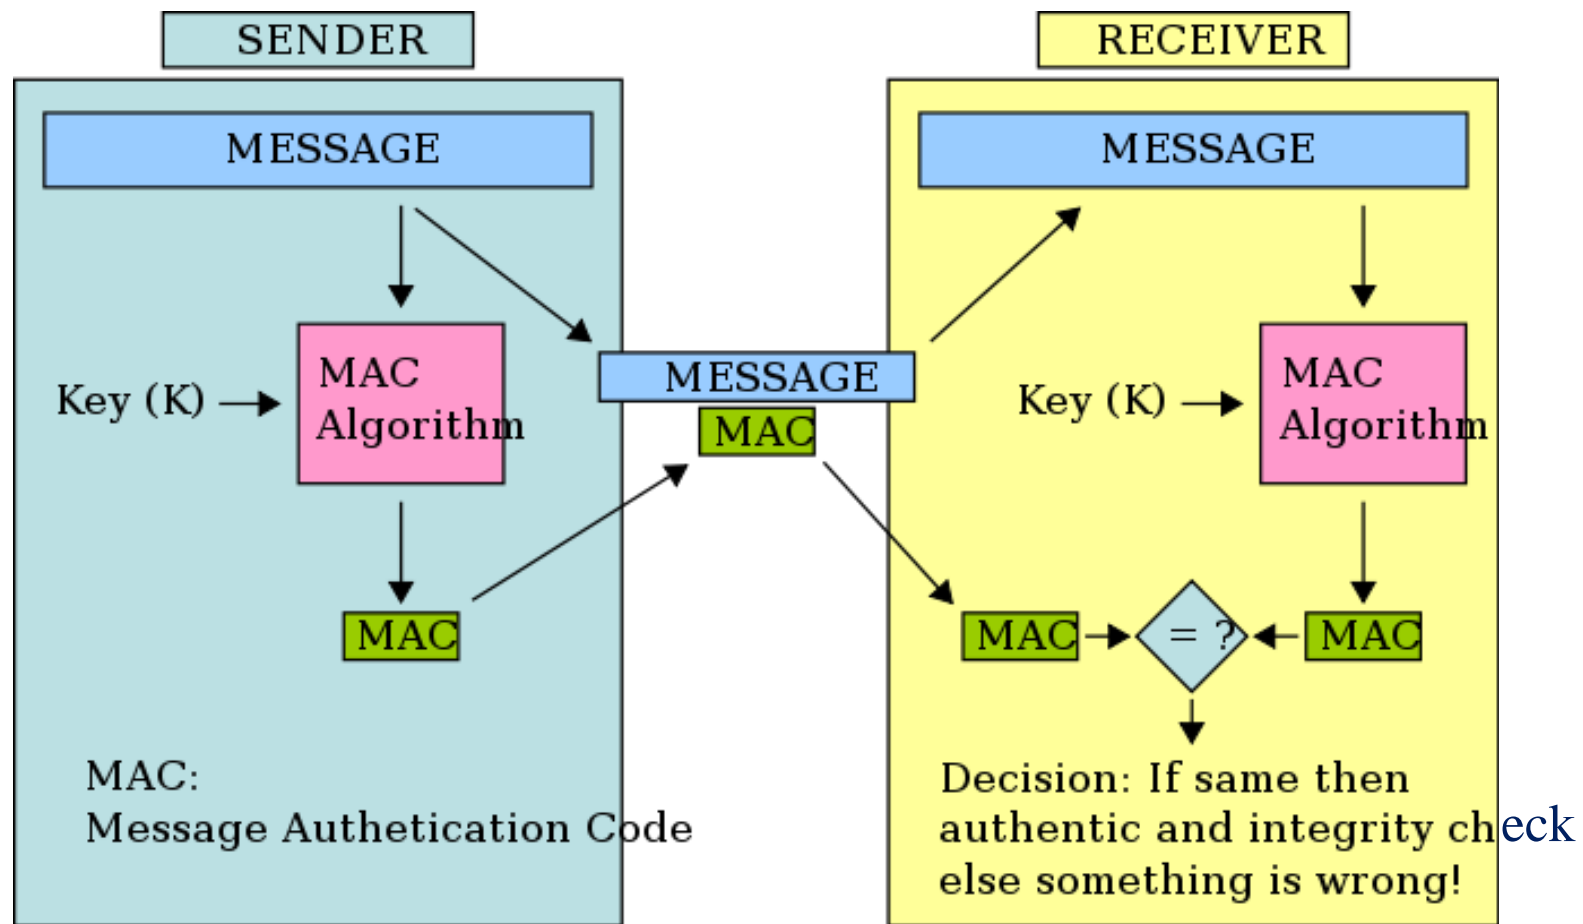 SENDER
MESSAGE
Key (K)
MAC
Algorithm
MAC
MAC:
Message Authetication Code
MESSAGE
MAC
RECEIVER
MESSAGE
Key (K)
MAC
Algorithm
MAC
= ?
MAC
Decision: If same then
authentic and integrity check
else something is wrong!